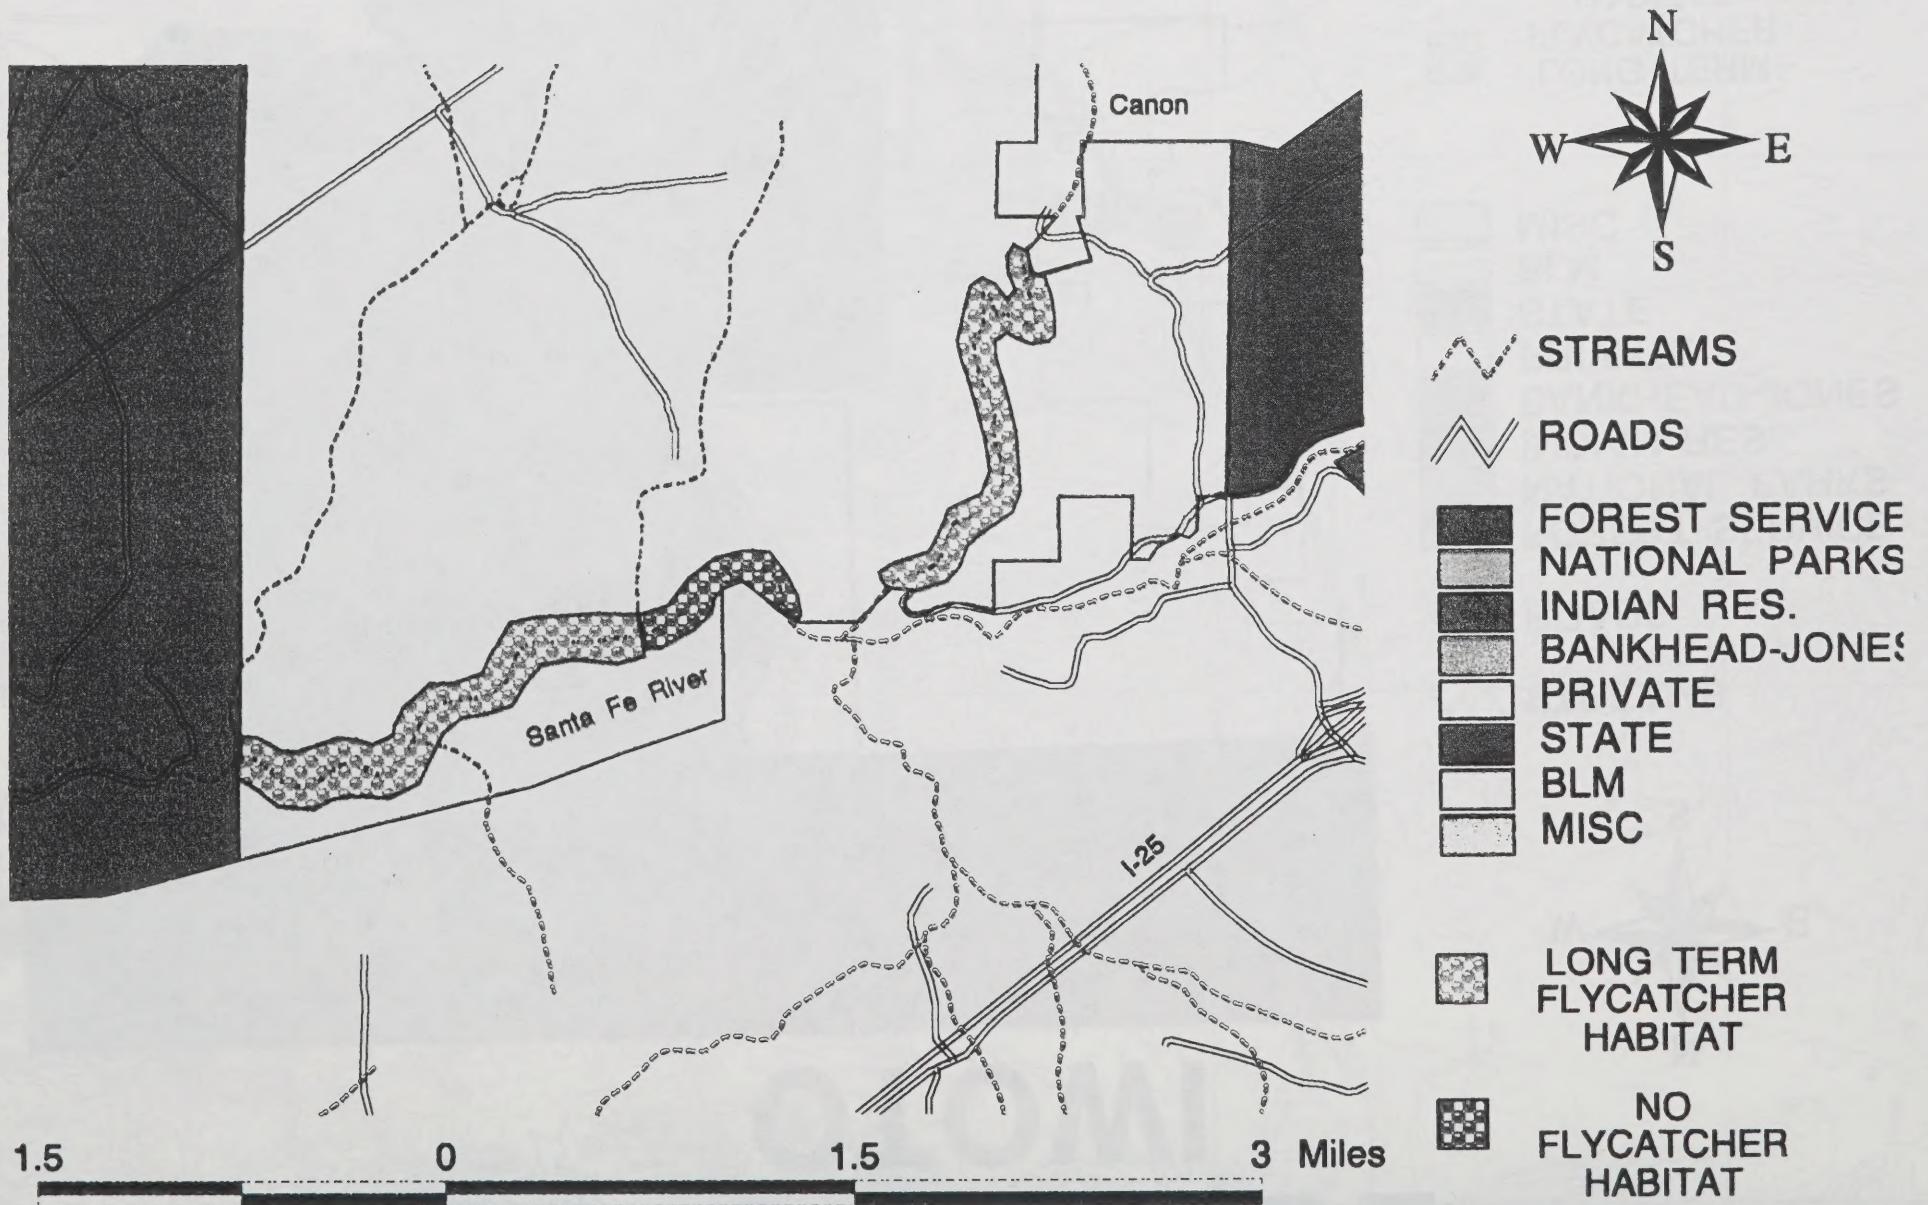 N
W E
S
Canon
STREAMS
ROADS
FOREST SERVICE
NATIONAL PARKS
INDIAN RES.
BANKHEAD-JONES
PRIVATE
STATE
BLM
MISC
Santa Fe River
I-25
LONG TERM
FLYCATCHER
HABITAT
NO
FLYCATCHER
HABITAT
1.5 0 1.5 3 Miles